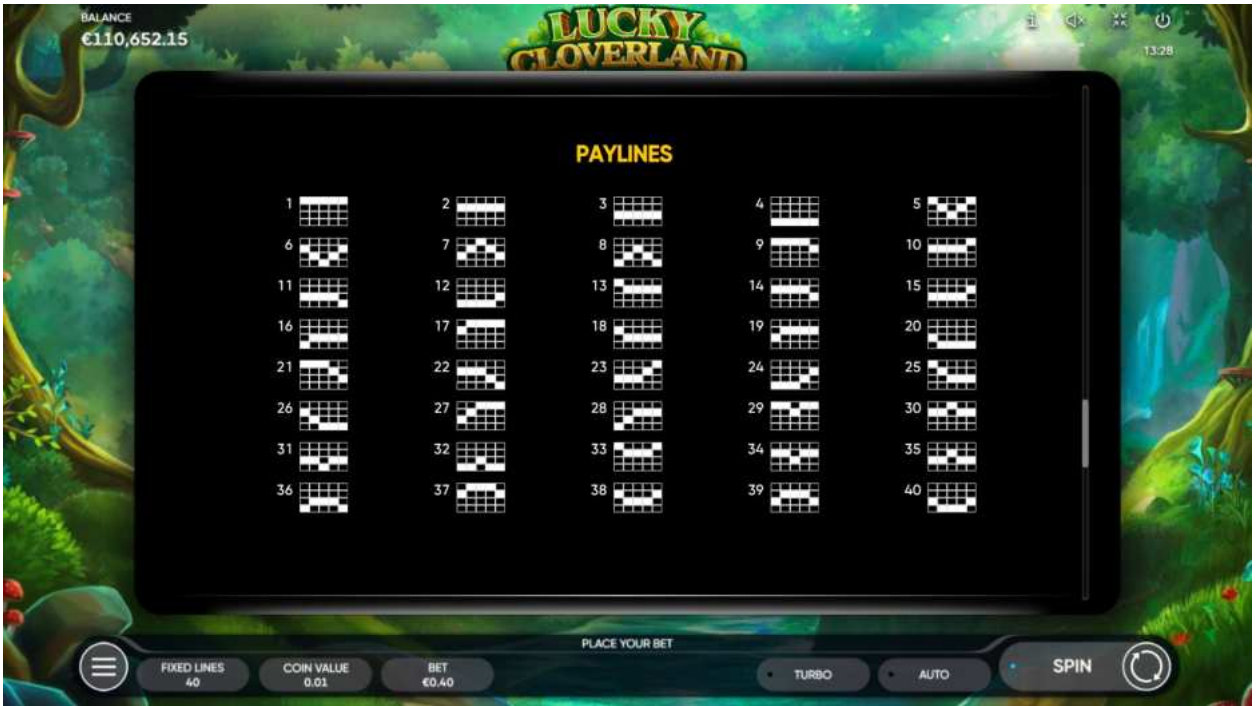 BALANCE
€110,652.15
LUCKY
CLOVERLAND
13:28
PAYLINES
1 2 3 4 5
6 7 8 9 10
11 12 13 14 15
16 17 18 19 20
21 22 23 24 25
26 27 28 29 30
31 32 33 34 35
36 37 38 39 40
PLACE YOUR BET
FIXED LINES
40
COIN VALUE
0.01
BET
€0.40
TURBO
AUTO
SPIN